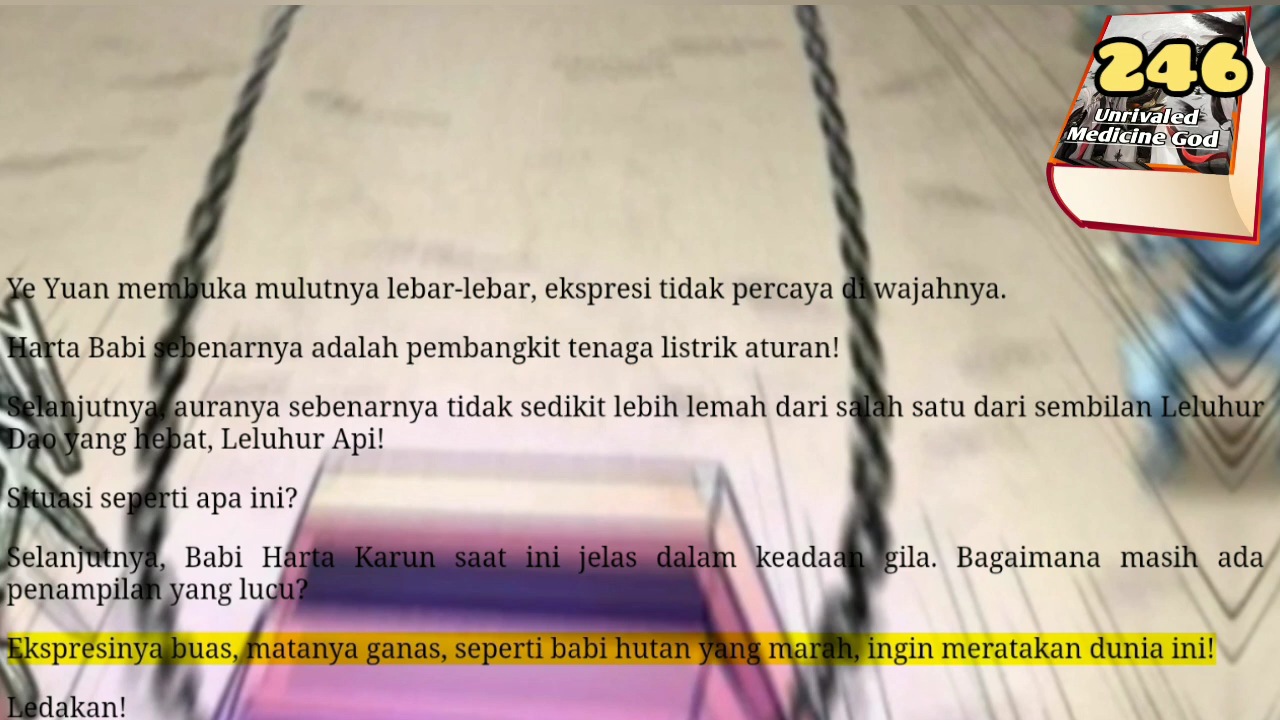 246
Unrivaled
Medicine God
Ye Yuan membuka mulutnya lebar-lebar, ekspresi tidak percaya di wajahnya.
Harta Babi sebenarnya adalah pembangkit tenaga listrik aturan!
Selanjutnya, auranya sebenarnya tidak sedikit lebih lemah dari salah satu dari sembilan Leluhur
Dao yang hebat, Leluhur Api!
Situasi seperti apa ini?
Selanjutnya, Babi Harta Karun saat ini jelas dalam keadaan gila. Bagaimana masih ada
penampilan yang lucu?
Ekspresinya buas, matanya ganas, seperti babi hutan yang marah, ingin meratakan dunia ini!
Ledakan!